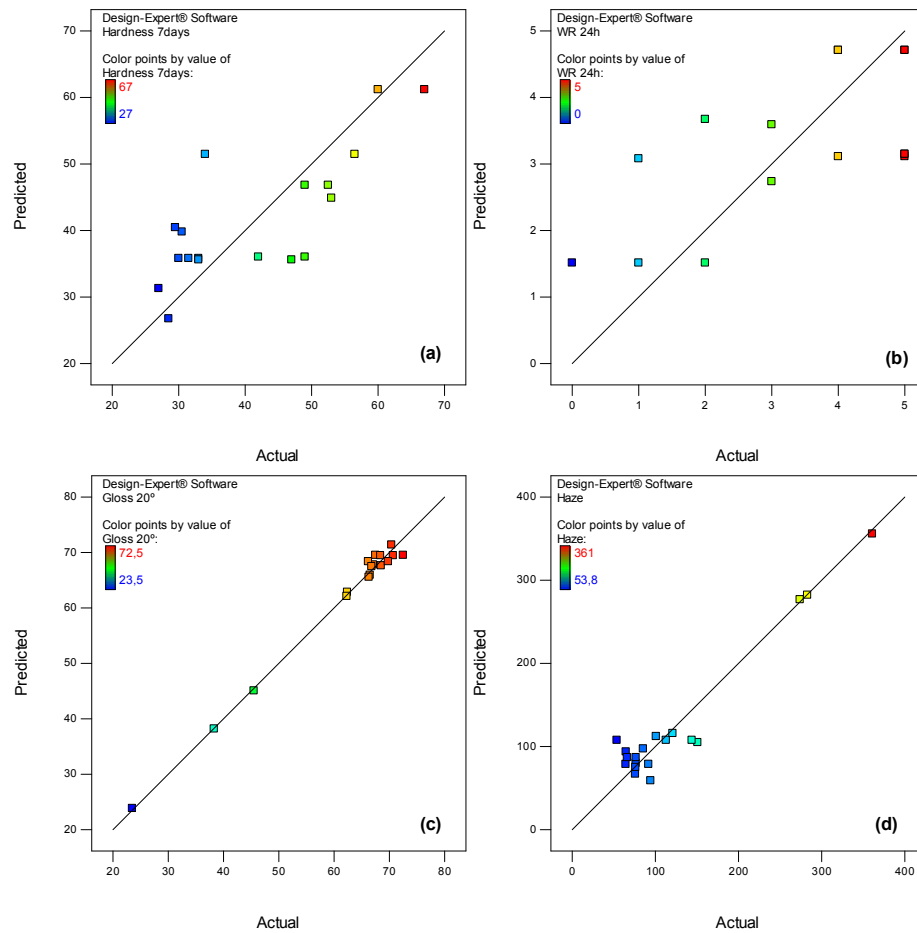 Design-Expert® Software
Hardness 7days
Color points by value of
Hardness 7days:
67
27
70
60
50
40
30
20
Predicted
20 30 40 50 60 70
Actual
(a)
Design-Expert® Software
WR 24h
Color points by value of
WR 24h:
5
0
5
4
3
2
1
0
Predicted
0 1 2 3 4 5
Actual
(b)
Design-Expert® Software
Gloss 20º
Color points by value of
Gloss 20º:
72,5
23,5
80
70
60
50
40
30
20
Predicted
20 30 40 50 60 70 80
Actual
(c)
Design-Expert® Software
Haze
Color points by value of
Haze:
361
53,8
400
300
200
100
0
Predicted
0 100 200 300 400
Actual
(d)